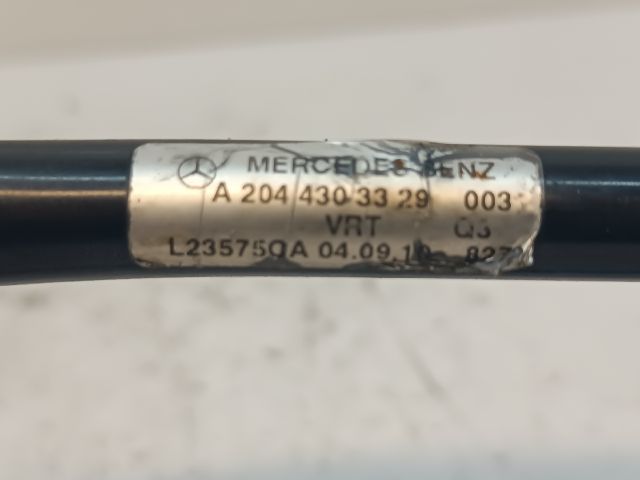 MERCEDES-BENZ
A 204 430 33 29 003
VRT Q3
L23575QA 04.09.10